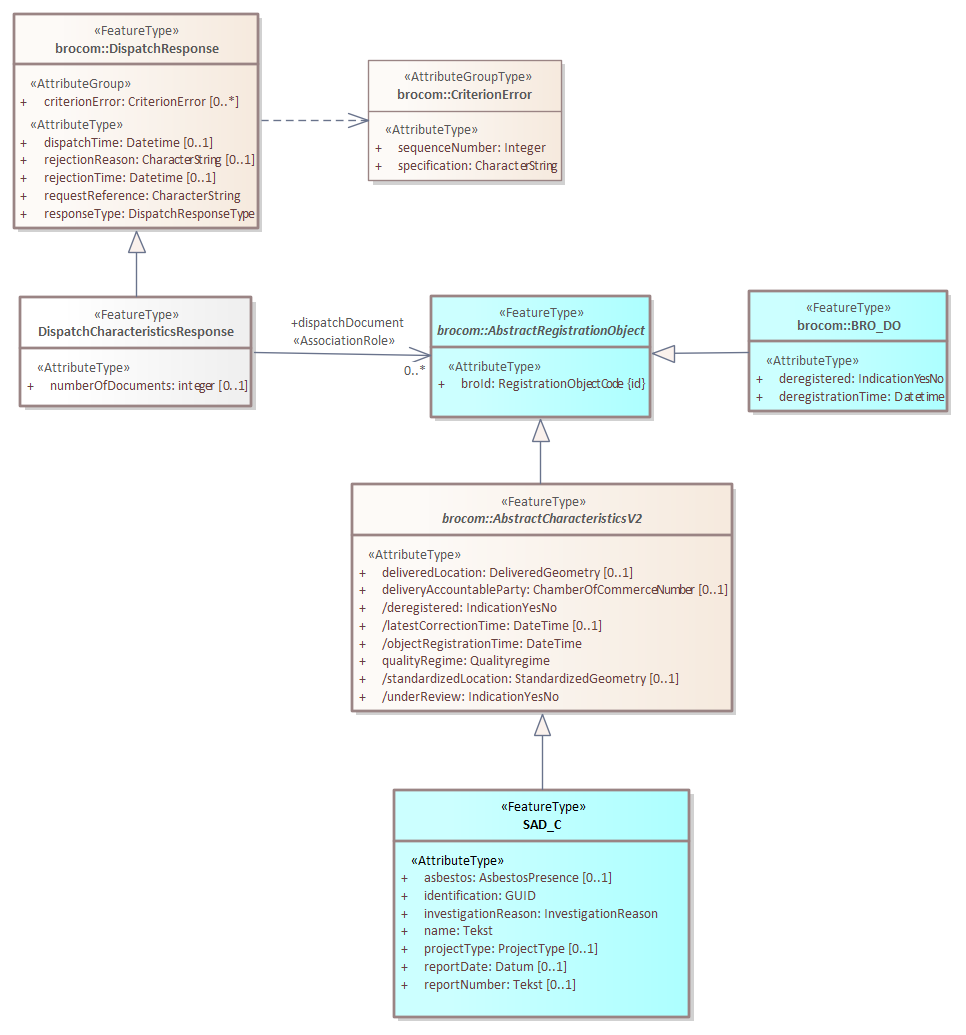 «FeatureType»
brocom::DispatchResponse
«AttributeGroup»
+ criterionError: CriterionError [0..*]
«AttributeType»
+ dispatchTime: Datetime [0..1]
+ rejectionReason: CharacterString [0..1]
+ rejectionTime: Datetime [0..1]
+ requestReference: CharacterString
+ responseType: DispatchResponseType
«AttributeGroupType»
brocom::CriterionError
«AttributeType»
+ sequenceNumber: Integer
+ specification: CharacterString
«FeatureType»
DispatchCharacteristicsResponse
«AttributeType»
+ numberOfDocuments: integer [0..1]
+dispatchDocument
«AssociationRole»
0..*
«FeatureType»
brocom::AbstractRegistrationObject
«AttributeType»
+ broId: RegistrationObjectCode {id}
«FeatureType»
brocom::BRO_DO
«AttributeType»
+ deregistered: IndicationYesNo
+ deregistrationTime: Datetime
«FeatureType»
brocom::AbstractCharacteristicsV2
«AttributeType»
+ deliveredLocation: DeliveredGeometry [0..1]
+ deliveryAccountableParty: ChamberOfCommerceNumber [0..1]
+ /deregistered: IndicationYesNo
+ /latestCorrectionTime: DateTime [0..1]
+ /objectRegistrationTime: DateTime
+ qualityRegime: Qualityregime
+ /standardizedLocation: StandardizedGeometry [0..1]
+ /underReview: IndicationYesNo
«FeatureType»
SAD_C
«AttributeType»
+ asbestos: AsbestosPresence [0..1]
+ identification: GUID
+ investigationReason: InvestigationReason
+ name: Tekst
+ projectType: ProjectType [0..1]
+ reportDate: Datum [0..1]
+ reportNumber: Tekst [0..1]